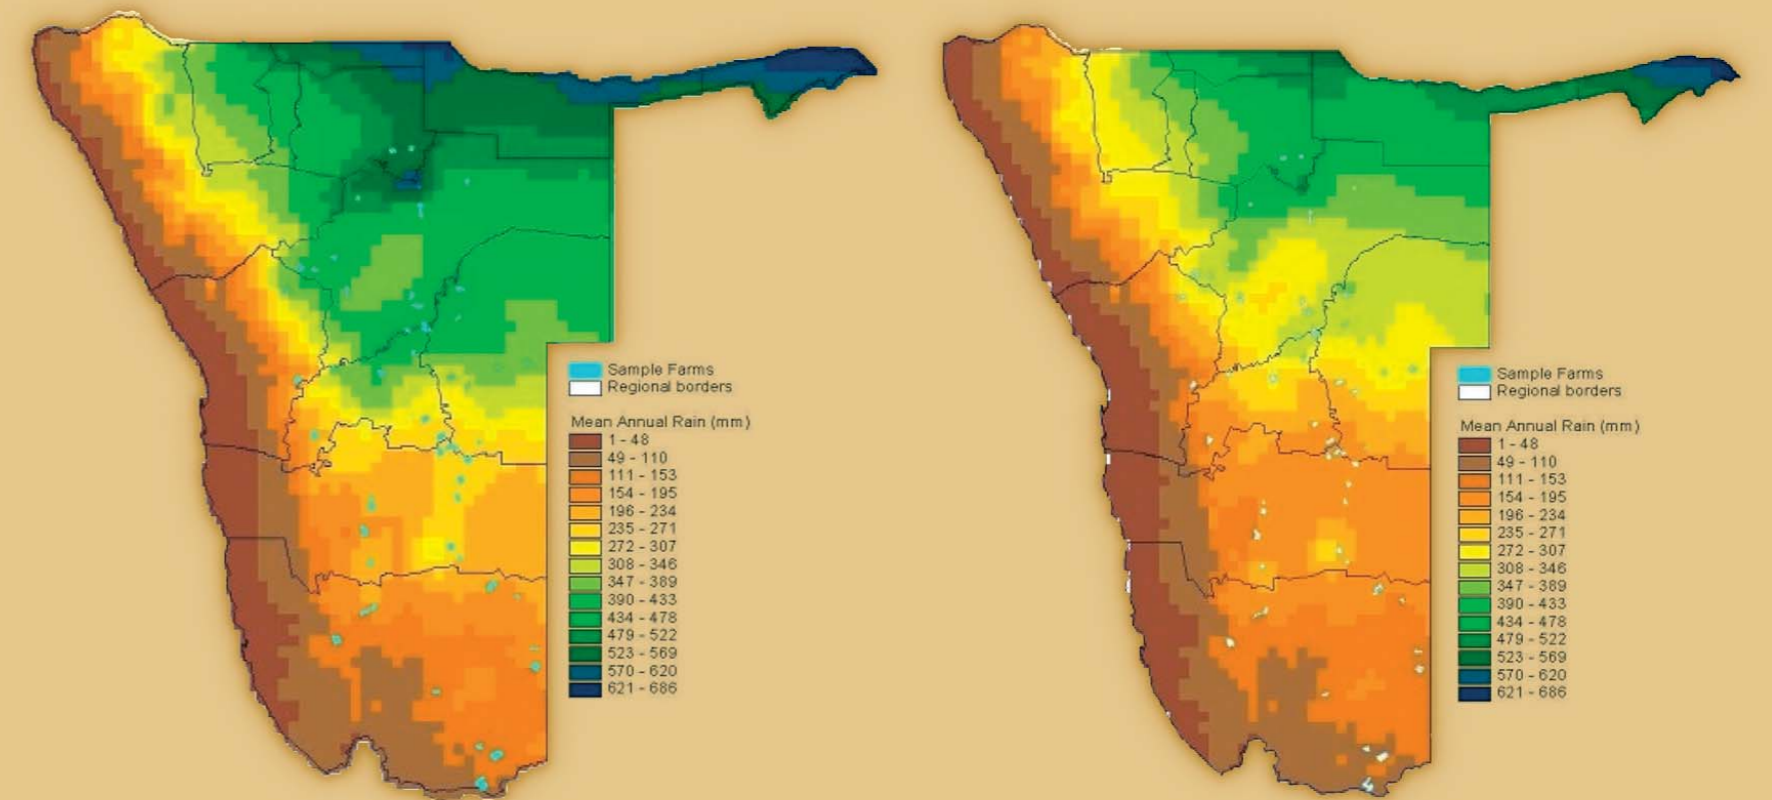 Sample Farms
Regional borders
Mean Annual Rain (mm)
1 - 48
49 - 110
111 - 153
154 - 195
196 - 234
235 - 271
272 - 307
308 - 346
347 - 389
390 - 433
434 - 478
479 - 522
523 - 569
570 - 620
621 - 686
Sample Farms
Regional borders
Mean Annual Rain (mm)
1 - 48
49 - 110
111 - 153
154 - 195
196 - 234
235 - 271
272 - 307
308 - 346
347 - 389
390 - 433
434 - 478
479 - 522
523 - 569
570 - 620
621 - 686